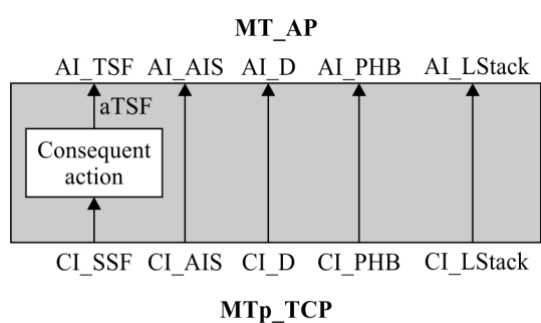 MT_AP
AI_TSF AI_AIS AI_D AI_PHB AI_LStack
aTSF
Consequent
action
CI_SSF CI_AIS CI_D CI_PHB CI_LStack
MTp_TCP